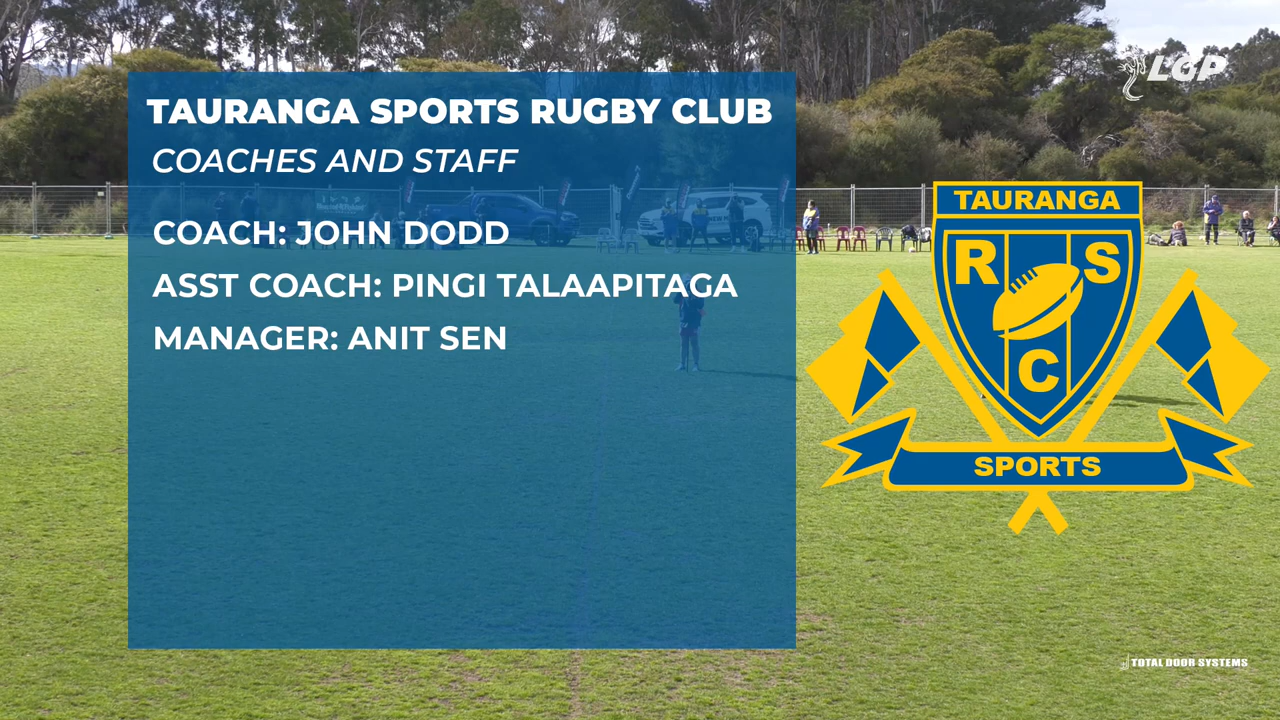 LGP
TAURANGA SPORTS RUGBY CLUB
COACHES AND STAFF
COACH: JOHN DODD
ASST COACH: PINGI TALAAPITAGA
MANAGER: ANIT SEN
TAURANGA
R S
C
SPORTS
TOTAL DOOR SYSTEMS